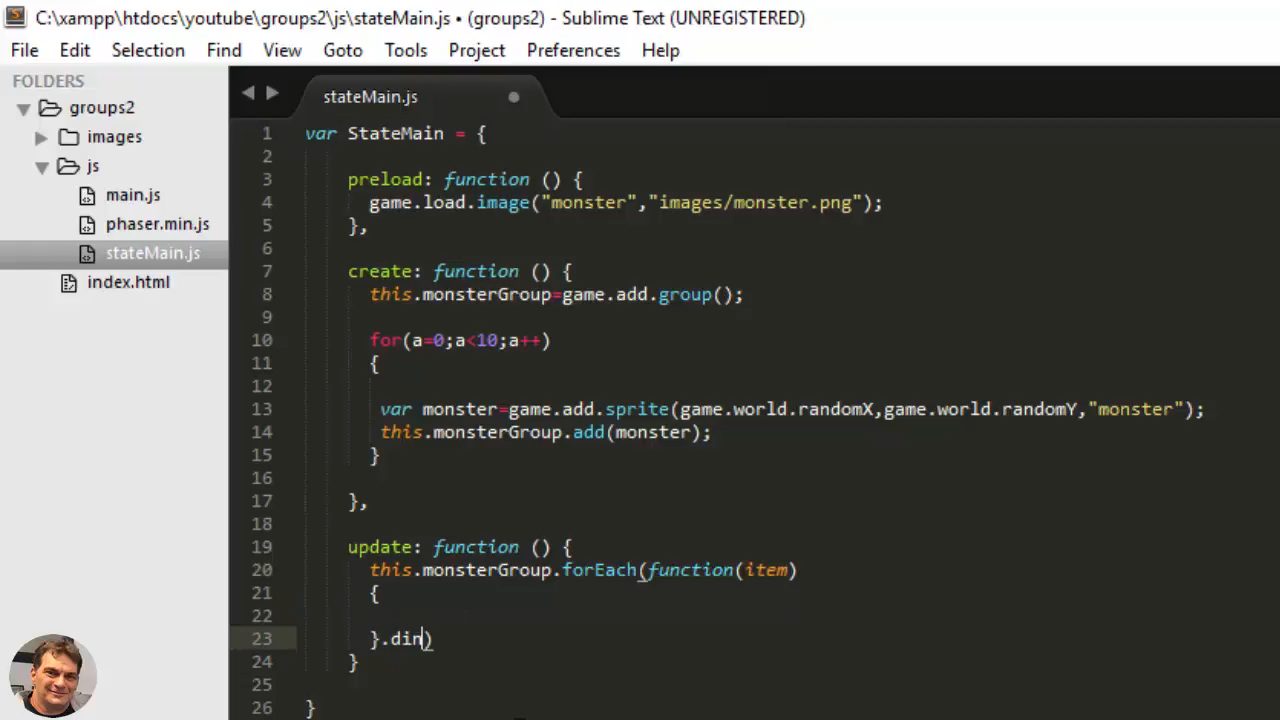 C:\xampp\htdocs\youtube\groups2\js\stateMain.js • (groups2) - Sublime Text (UNREGISTERED)
File Edit Selection Find View Goto Tools Project Preferences Help
FOLDERS
groups2
images
js
main.js
phaser.min.js
stateMain.js
index.html
stateMain.js
1 var StateMain = {
2
3 preload: function () {
4 game.load.image("monster","images/monster.png");
5 },
6
7 create: function () {
8 this.monsterGroup=game.add.group();
9
10 for(a=0;a<10;a++)
11 {
12
13 var monster=game.add.sprite(game.world.randomX,game.world.randomY,"monster");
14 this.monsterGroup.add(monster);
15 }
16
17 },
18
19 update: function () {
20 this.monsterGroup.forEach(function(item)
21 {
22
23 }.din)
24 }
25
26 }